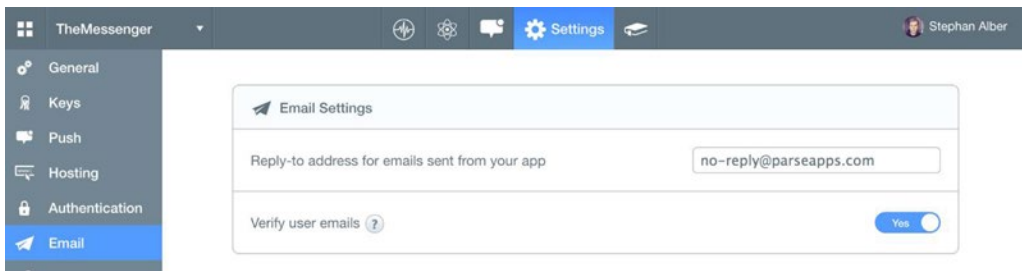 TheMessenger
Settings
Stephan Alber
General
Keys
Push
Hosting
Authentication
Email
Email Settings
Reply-to address for emails sent from your app
no-reply@parseapps.com
Verify user emails ?
Yes